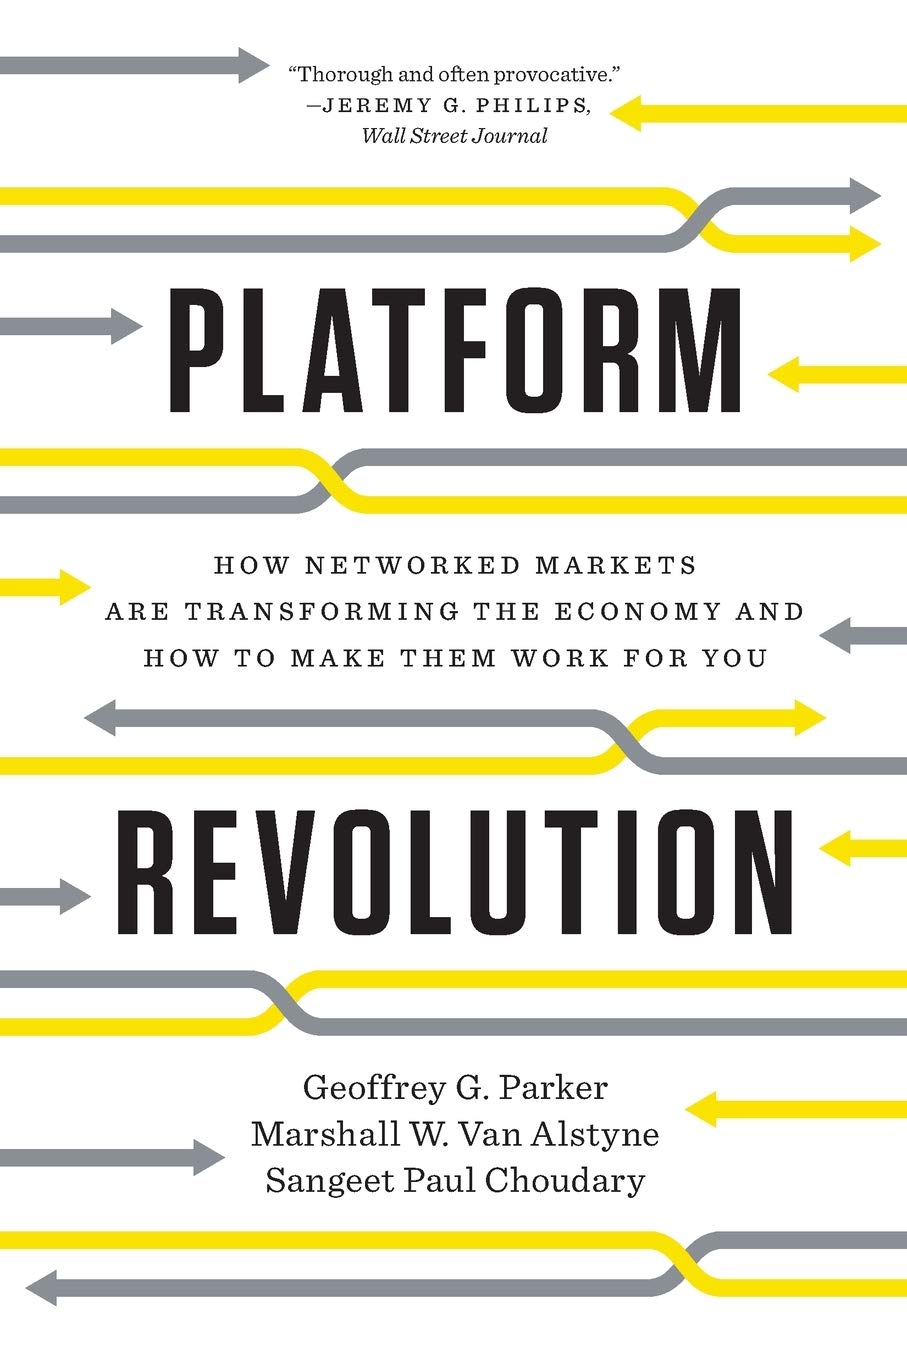 “Thorough and often provocative.”
—JEREMY G. PHILIPS,
Wall Street Journal
PLATFORM
HOW NETWORKED MARKETS
ARE TRANSFORMING THE ECONOMY AND
HOW TO MAKE THEM WORK FOR YOU
REVOLUTION
Geoffrey G. Parker
Marshall W. Van Alstyne
Sangeet Paul Choudary